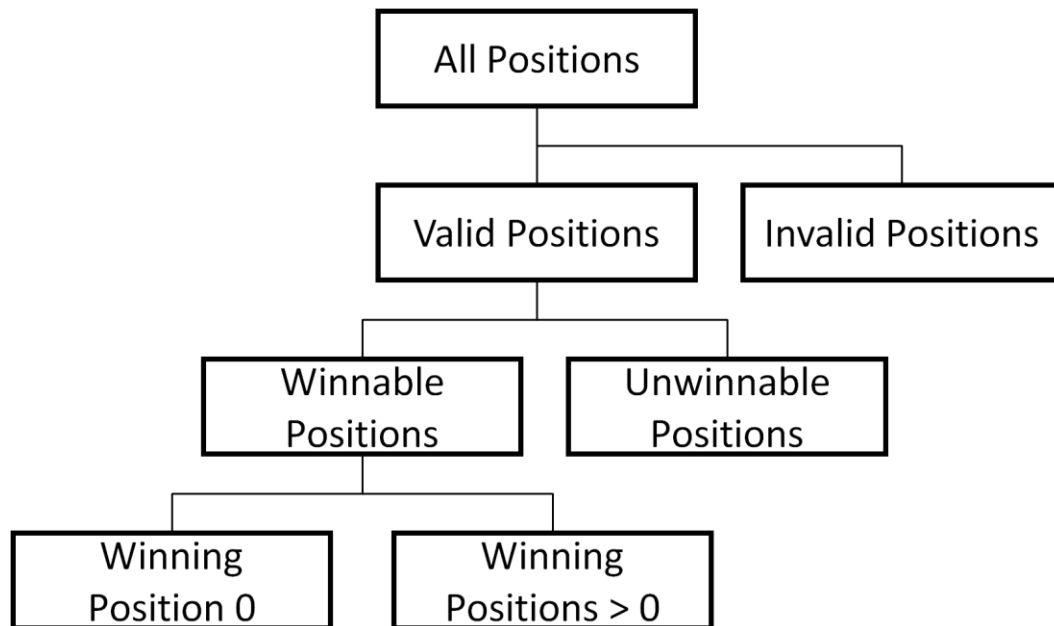 All Positions
Valid Positions
Invalid Positions
Winnable
Positions
Unwinnable
Positions
Winning
Position 0
Winning
Positions > 0